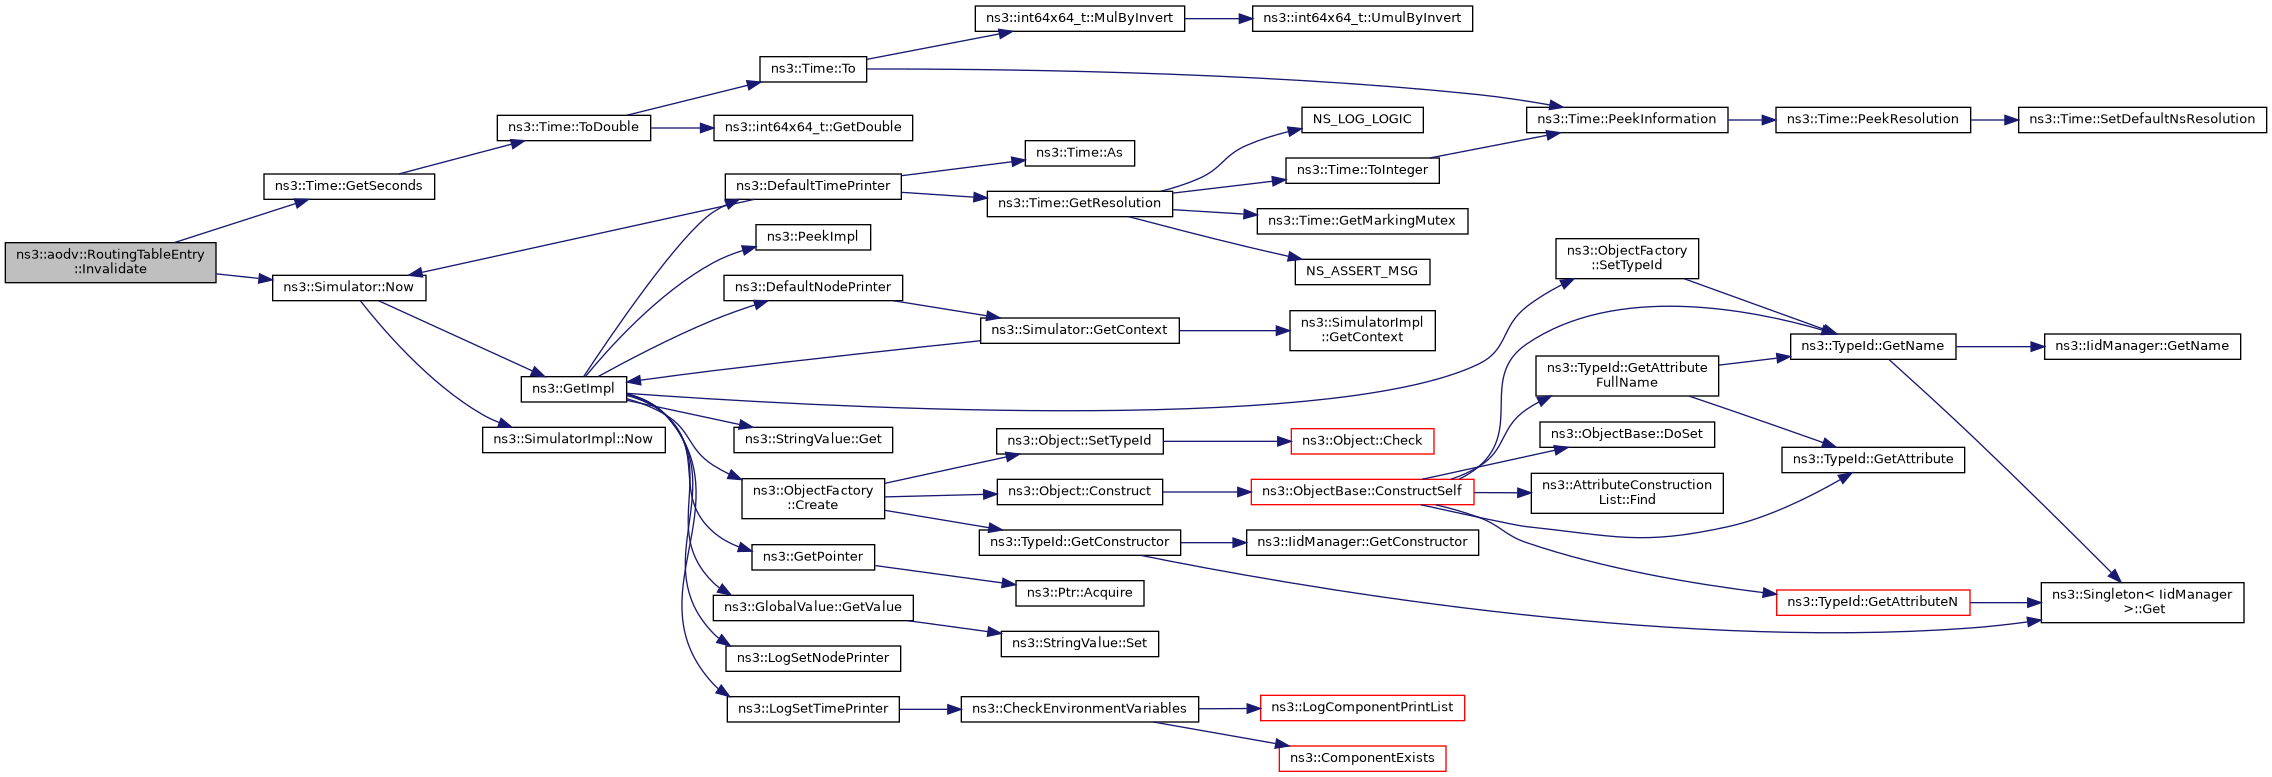 ns3::aodv::RoutingTableEntry
::Invalidate
ns3::Time::GetSeconds
ns3::Simulator::Now
ns3::Time::ToDouble
ns3::GetImpl
ns3::SimulatorImpl::Now
ns3::Time::To
ns3::int64x64_t::GetDouble
ns3::DefaultTimePrinter
ns3::PeekImpl
ns3::DefaultNodePrinter
ns3::StringValue::Get
ns3::ObjectFactory
::Create
ns3::GetPointer
ns3::GlobalValue::GetValue
ns3::LogSetNodePrinter
ns3::LogSetTimePrinter
ns3::int64x64_t::MulByInvert
ns3::Time::As
ns3::Time::GetResolution
ns3::Simulator::GetContext
ns3::Object::SetTypeId
ns3::Object::Construct
ns3::TypeId::GetConstructor
ns3::Ptr::Acquire
ns3::StringValue::Set
ns3::CheckEnvironmentVariables
ns3::int64x64_t::UmulByInvert
NS_LOG_LOGIC
ns3::Time::ToInteger
ns3::Time::GetMarkingMutex
NS_ASSERT_MSG
ns3::SimulatorImpl
::GetContext
ns3::Object::Check
ns3::ObjectBase::ConstructSelf
ns3::IidManager::GetConstructor
ns3::LogComponentPrintList
ns3::ComponentExists
ns3::Time::PeekInformation
ns3::ObjectFactory
::SetTypeId
ns3::TypeId::GetAttribute
FullName
ns3::ObjectBase::DoSet
ns3::AttributeConstruction
List::Find
ns3::Time::PeekResolution
ns3::TypeId::GetName
ns3::TypeId::GetAttribute
ns3::TypeId::GetAttributeN
ns3::Time::SetDefaultNsResolution
ns3::IidManager::GetName
ns3::Singleton< IidManager
>::Get